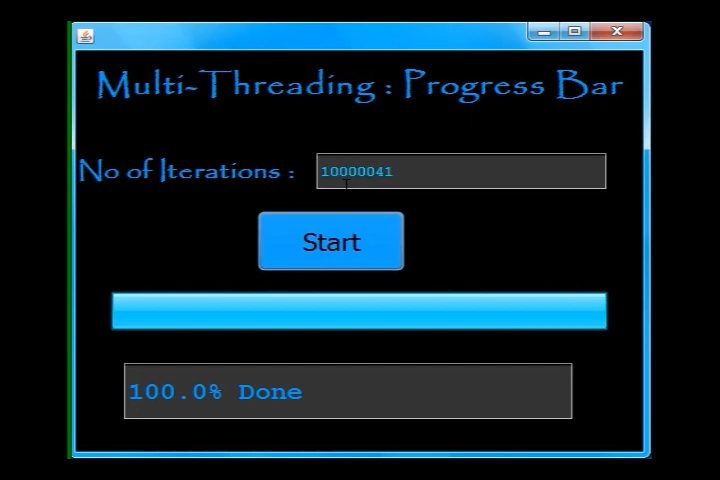 Multi-Threading : Progress Bar
No of Iterations :
10000041
Start
100.0% Done